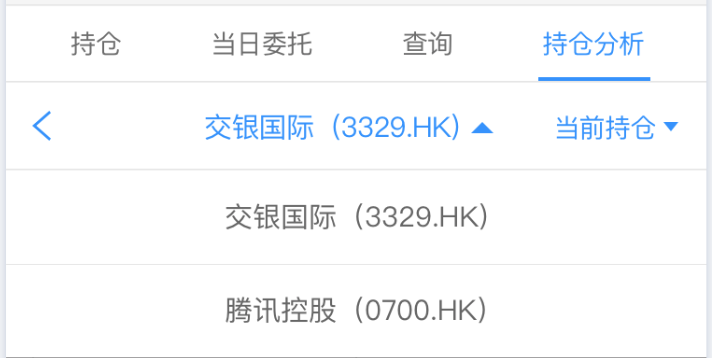 持仓 当日委托 查询 持仓分析
交银国际（3329.HK） 当前持仓
交银国际（3329.HK）
腾讯控股（0700.HK）